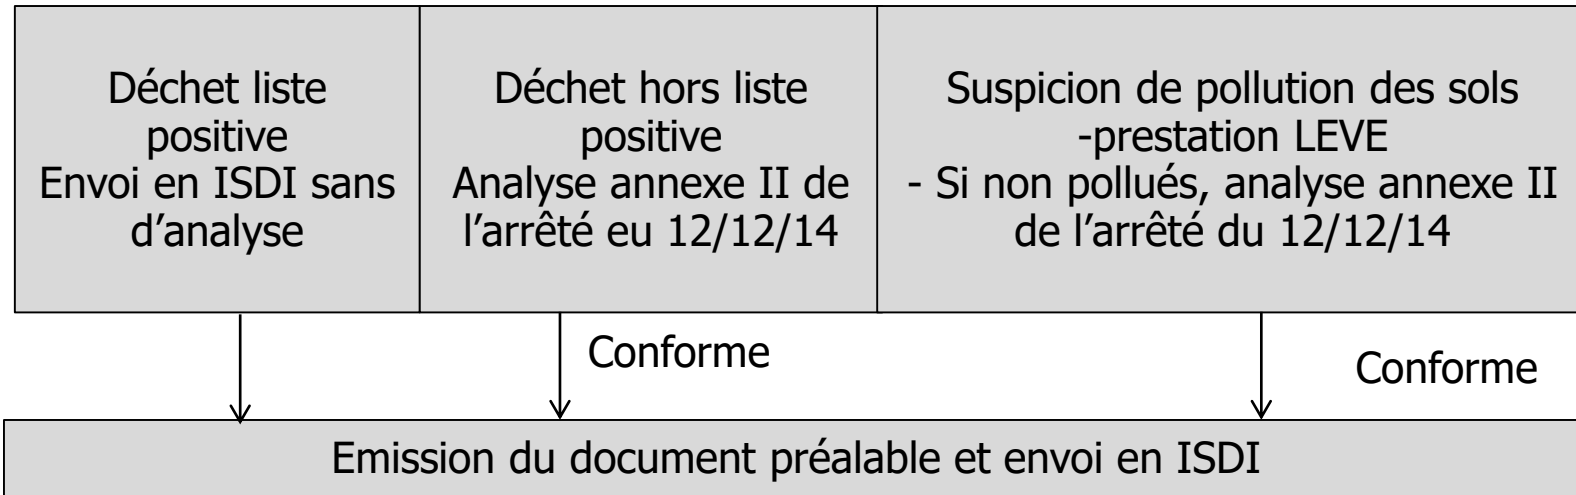 Déchet liste
positive
Envoi en ISDI sans
d’analyse
Déchet hors liste
positive
Analyse annexe II de
l’arrêté eu 12/12/14
Suspicion de pollution des sols
-prestation LEVE
- Si non pollués, analyse annexe II
de l’arrêté du 12/12/14
Conforme
Conforme
Emission du document préalable et envoi en ISDI